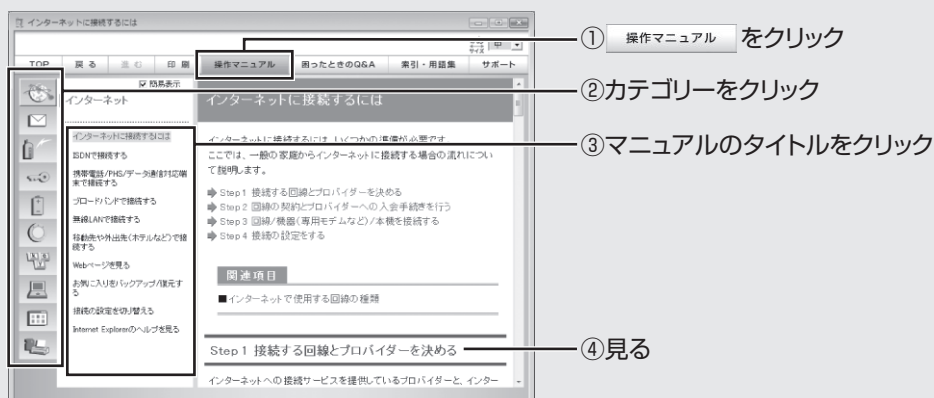 インターネットに接続するには
中
TOP 戻る 進む 印刷 操作マニュアル 困ったときのQ&A 索引・用語集 サポート
簡易表示
インターネット
インターネットに接続するには
ISDNで接続する
携帯電話/PHS/データ通信対応端
末で接続する
ブロードバンドで接続する
無線LANで接続する
移動先や外出先(ホテルなど)で接
続する
Webページを見る
お気に入りをバックアップ/復元す
る
接続の設定を切り替える
Internet Explorerのヘルプを見る
インターネットに接続するには
インターネットに接続するには、いくつかの準備が必要です。
ここでは、一般の家庭からインターネットに接続する場合の流れについ
て説明します。
Step1 接続する回線とプロバイダーを決める
Step2 回線の契約とプロバイダーへの入会手続きを行う
Step3 回線/機器(専用モデムなど)/本機を接続する
Step4 接続の設定をする
関連項目
■インターネットで使用する回線の種類
Step1 接続する回線とプロバイダーを決める
インターネットへの接続サービスを提供しているプロバイダーと、インター
① 操作マニュアル をクリック
②カテゴリーをクリック
③マニュアルのタイトルをクリック
④見る